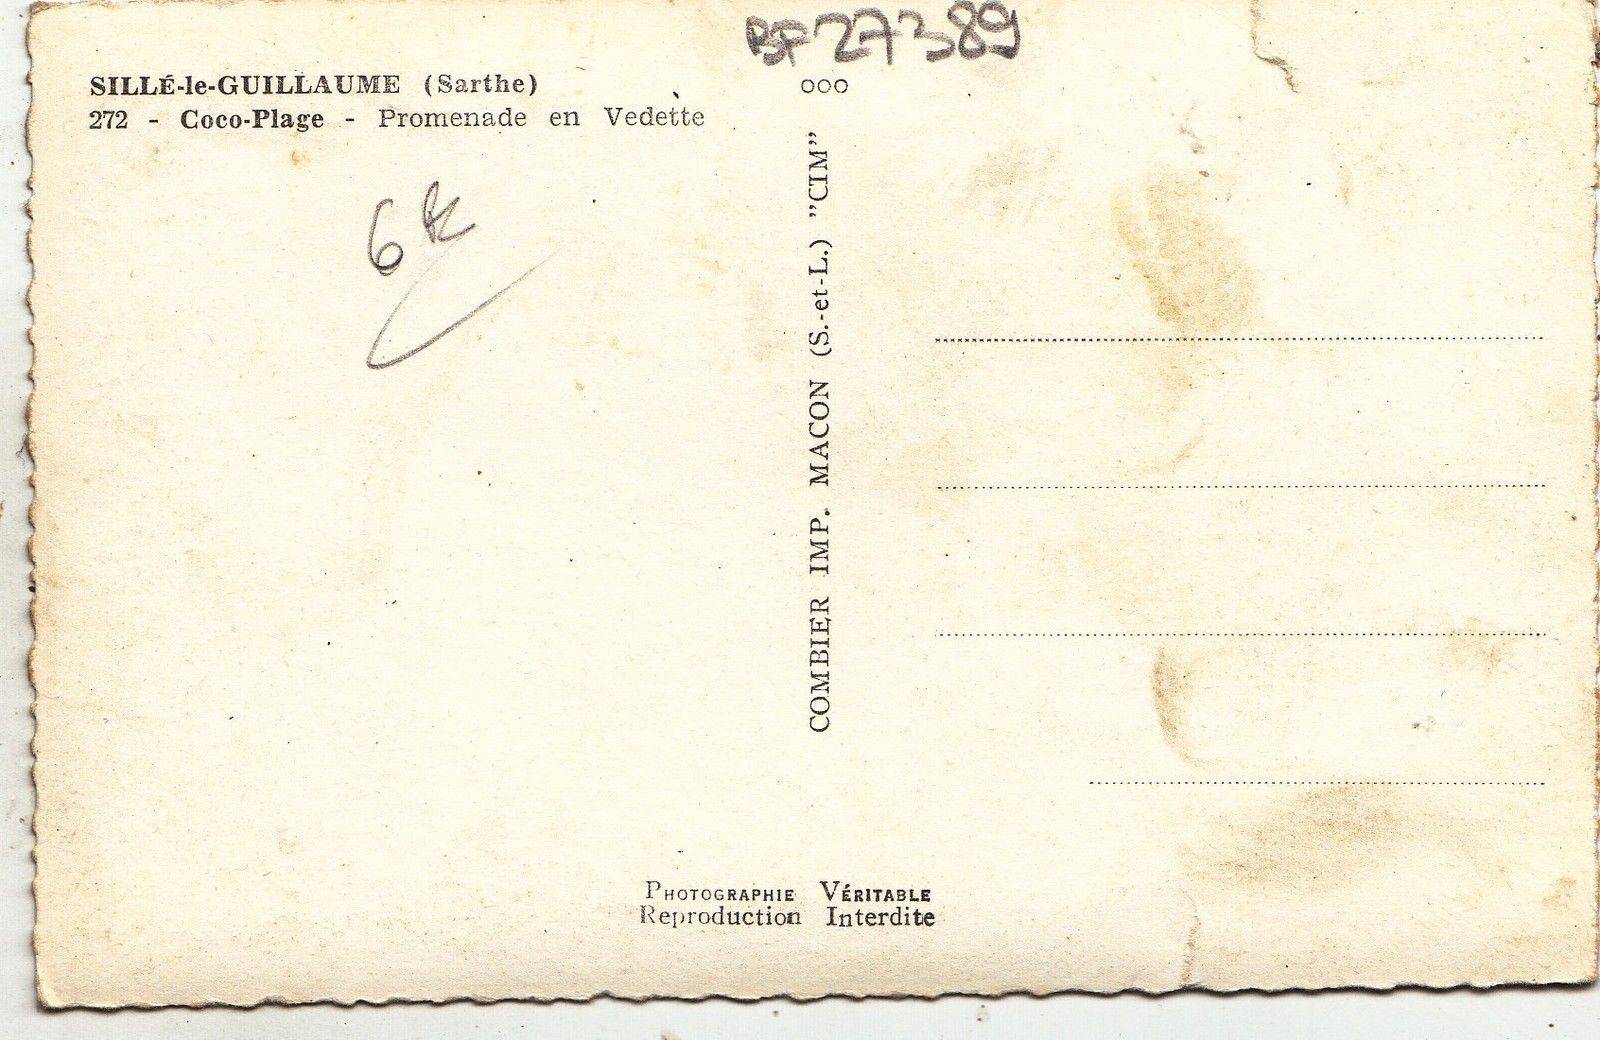 BF27389
SILLÉ-le-GUILLAUME (Sarthe)
272 - Coco-Plage - Promenade en Vedette
ooo
6
COMBIER IMP. MACON (S.-et-L.) "CIM"
PHOTOGRAPHIE VÉRITABLE
Reproduction Interdite